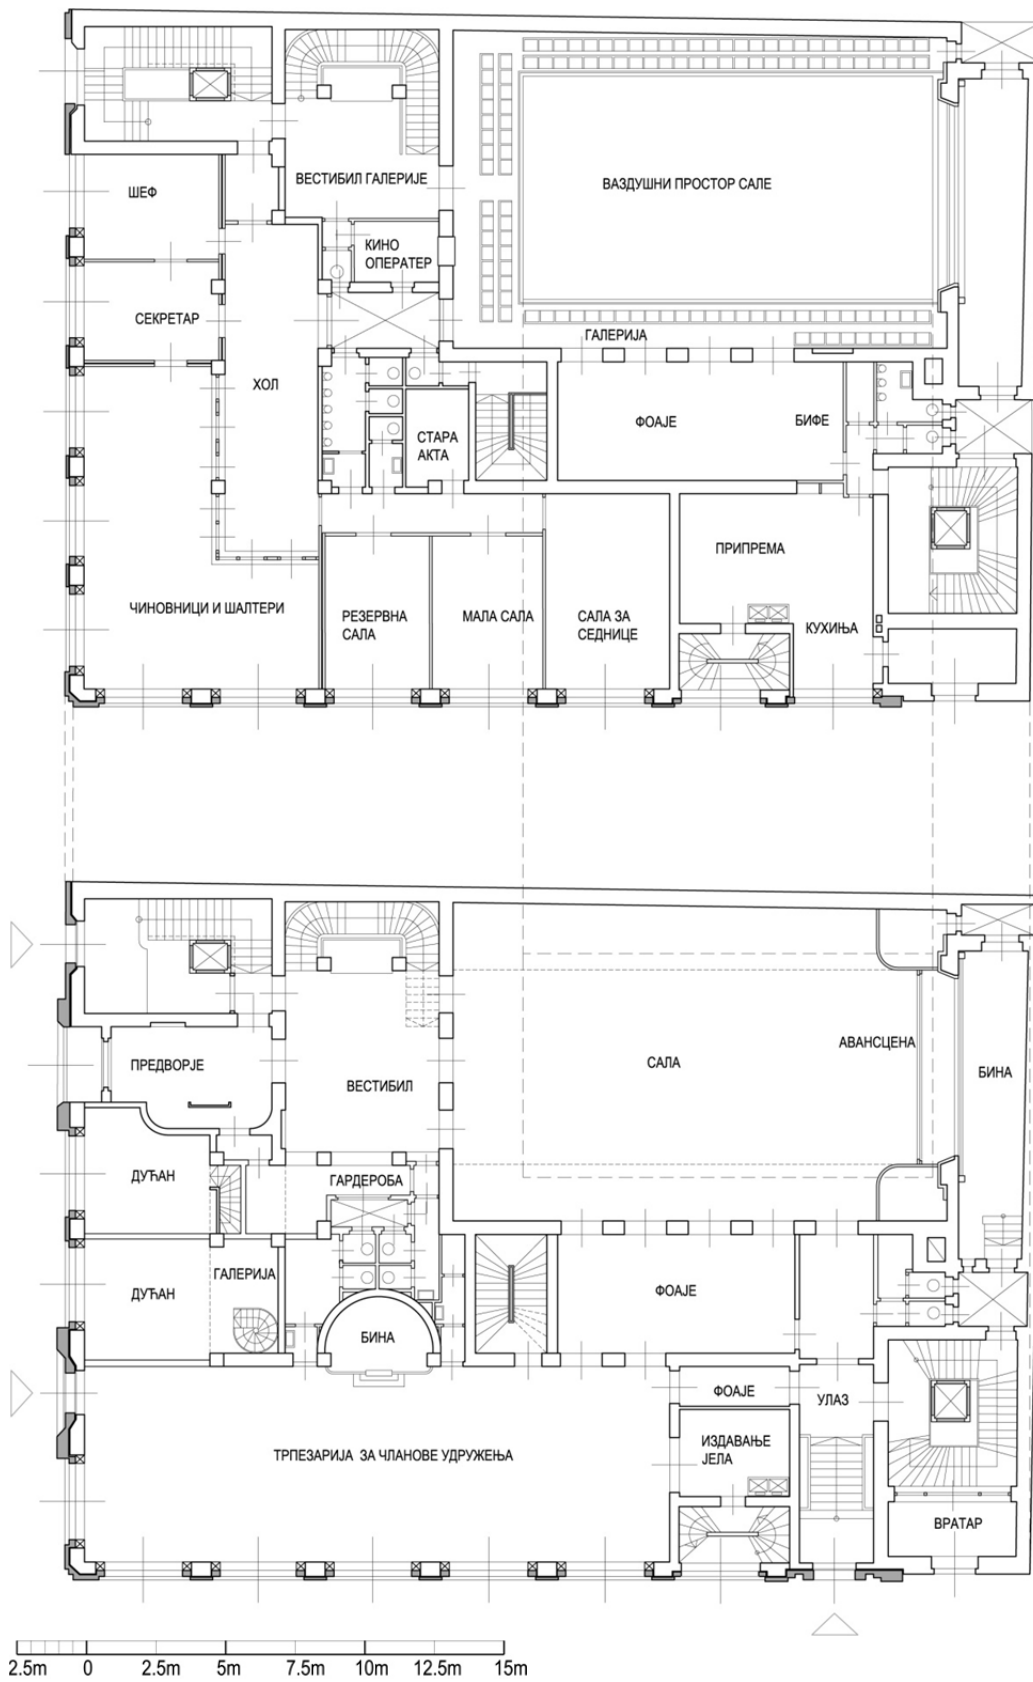 ШЕФ
ВЕСТИБИЛ ГАЛЕРИЈЕ
ВАЗДУШНИ ПРОСТОР САЛЕ
КИНО
ОПЕРАТЕР
СЕКРЕТАР
ГАЛЕРИЈА
ХОЛ
ФОАЈЕ
БИФЕ
СТАРА
АКТА
ПРИПРЕМА
ЧИНОВНИЦИ И ШАЛТЕРИ
РЕЗЕРВНА
САЛА
МАЛА САЛА
САЛА ЗА
СЕДНИЦЕ
КУХИЊА
ПРЕДВОРЈЕ
ВЕСТИБИЛ
САЛА
АВАНСЦЕНА
БИНА
ДУЋАН
ГАРДЕРОБА
ДУЋАН
ГАЛЕРИЈА
БИНА
ФОАЈЕ
ФОАЈЕ
УЛАЗ
ТРПЕЗАРИЈА ЗА ЧЛАНОВЕ УДРУЖЕЊА
ИЗДАВАЊЕ
ЈЕЛА
ВРАТАР
2.5m 0 2.5m 5m 7.5m 10m 12.5m 15m